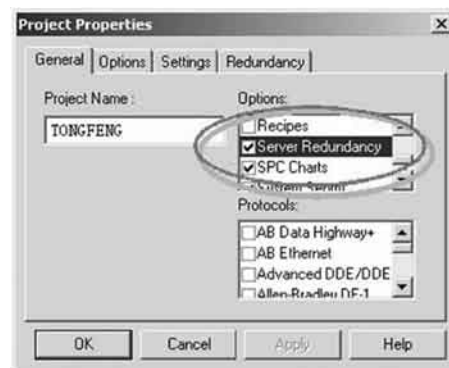 Project Properties
General Options Settings Redundancy
Project Name :
TONGFENG
Options:
Recipes
Server Redundancy
SPC Charts
Protocols:
AB Data Highway+
AB Ethernet
Advanced DDE/DDE
Allen-Bradley DF-1
OK Cancel Apply Help